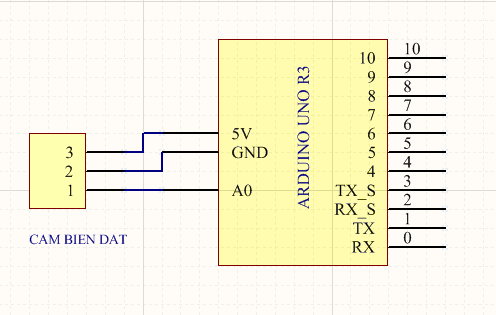 10 10
9 9
8 8
7 7
5V 6 6
3 GND 5 5
2 4 4
1 A0 TX_S 3
RX_S 2
TX 1
RX 0
ARDUINO UNO R3
CAM BIEN DAT